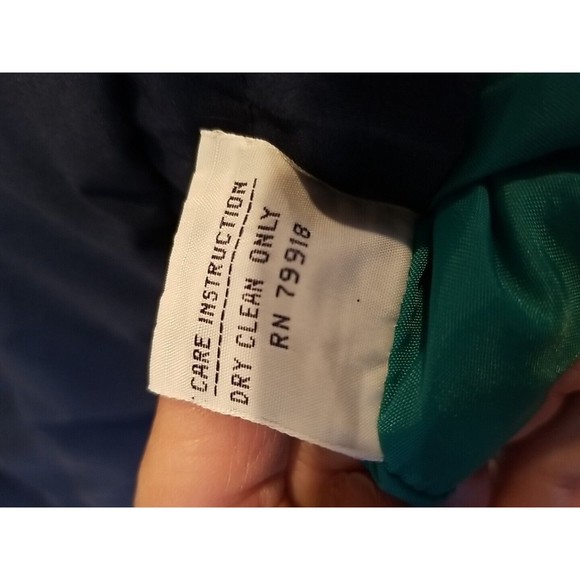 CARE INSTRUCTION
DRY CLEAN ONLY
RN 79918